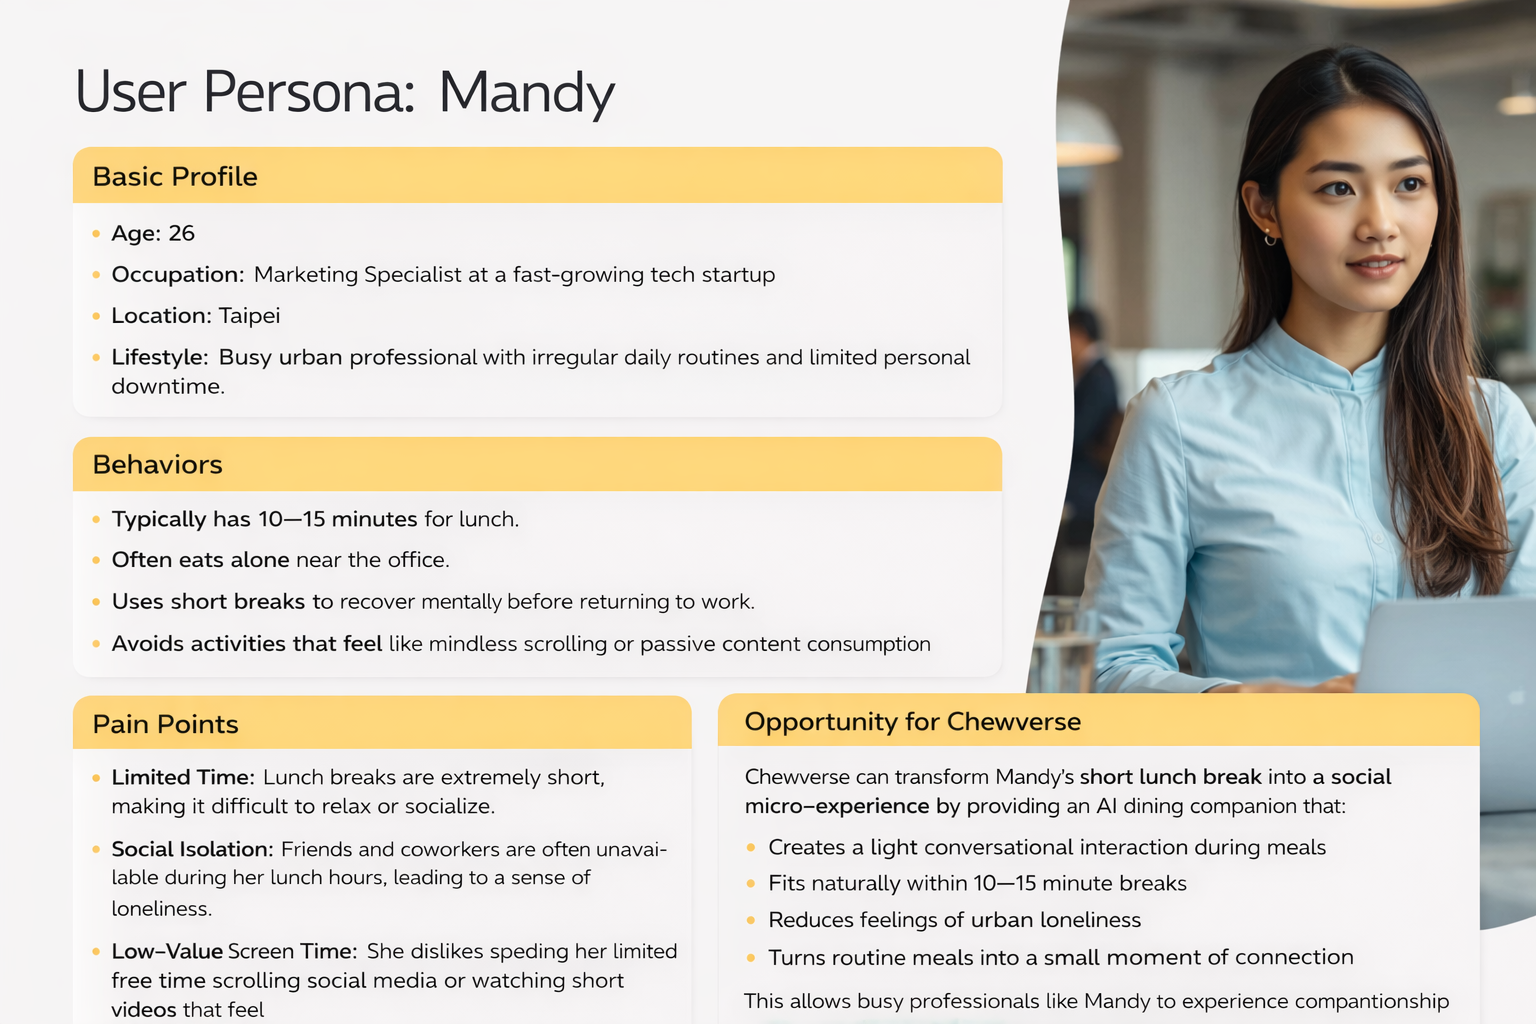 User Persona: Mandy
Basic Profile
• Age: 26
• Occupation: Marketing Specialist at a fast-growing tech startup
• Location: Taipei
• Lifestyle: Busy urban professional with irregular daily routines and limited personal
downtime.
Behaviors
• Typically has 10—15 minutes for lunch.
• Often eats alone near the office.
• Uses short breaks to recover mentally before returning to work.
• Avoids activities that feel like mindless scrolling or passive content consumption
Pain Points
• Limited Time: Lunch breaks are extremely short,
making it difficult to relax or socialize.
• Social Isolation: Friends and coworkers are often unavai-
lable during her lunch hours, leading to a sense of
loneliness.
• Low–Value Screen Time: She dislikes speding her limited
free time scrolling social media or watching short
videos that feel
Opportunity for Chewverse
Chewverse can transform Mandy's short lunch break into a social
micro–experience by providing an AI dining companion that:
• Creates a light conversational interaction during meals
• Fits naturally within 10—15 minute breaks
• Reduces feelings of urban loneliness
• Turns routine meals into a small moment of connection
This allows busy professionals like Mandy to experience compantionship